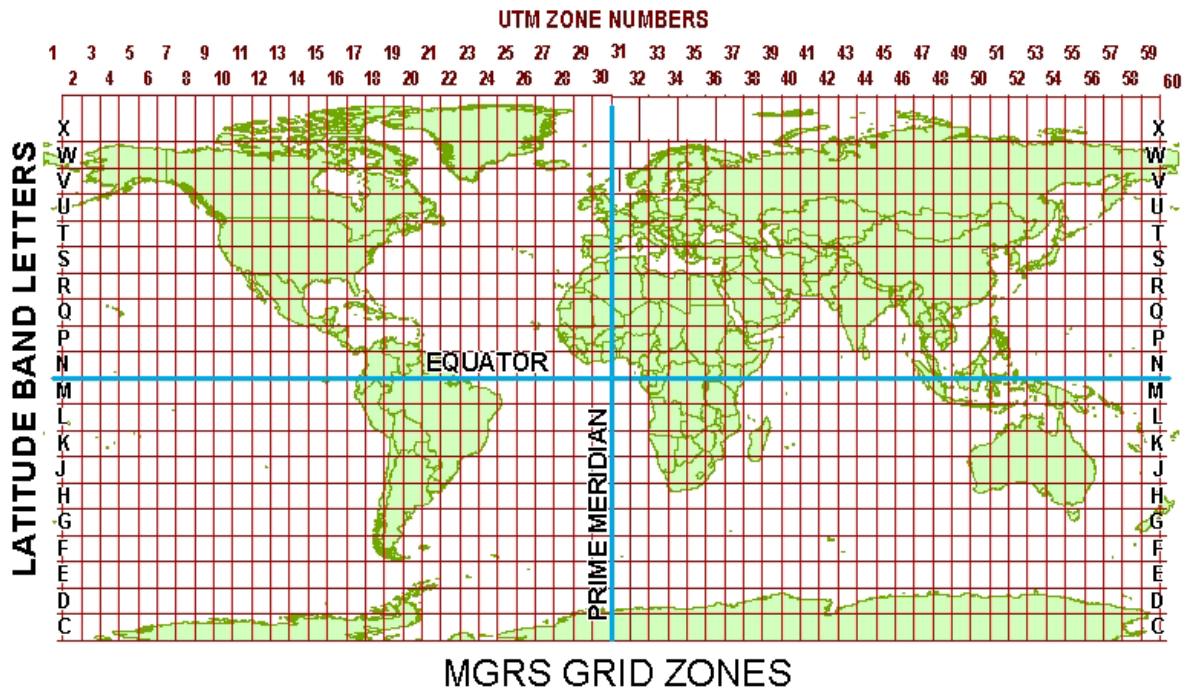 UTM ZONE NUMBERS
1 3 5 7 9 11 13 15 17 19 21 23 25 27 29 31 33 35 37 39 41 43 45 47 49 51 53 55 57 59
2 4 6 8 10 12 14 16 18 20 22 24 26 28 30 32 34 36 38 40 42 44 46 48 50 52 54 56 58 60
LATITUDE BAND LETTERS
X X
W W
V V
U U
T T
S S
R R
Q Q
P P
N EQUATOR N
M M
L L
K K
J J
H H
G G
F F
E E
D D
C C
PRIME MERIDIAN
MGRS GRID ZONES